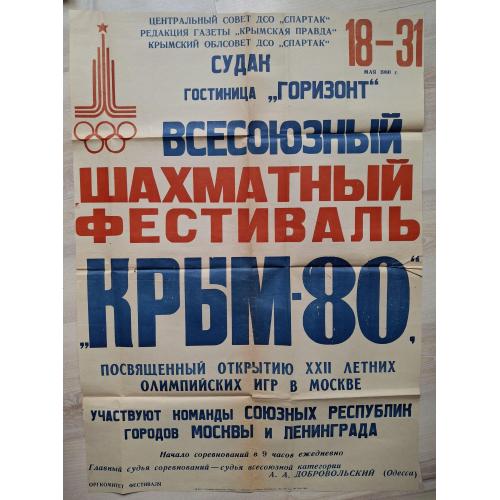 ЦЕНТРАЛЬНЫЙ СОВЕТ ДСО „СПАРТАК"
РЕДАКЦИЯ ГАЗЕТЫ „КРЫМСКАЯ ПРАВДА"
КРЫМСКИЙ ОБЛСОВЕТ ДСО „СПАРТАК"
18-31
МАЯ 1980 г.
СУДАК
ГОСТИНИЦА „ГОРИЗОНТ"
ВСЕСОЮЗНЫЙ
ШАХМАТНЫЙ
ФЕСТИВАЛЬ
„КРЫМ-80"
ПОСВЯЩЕННЫЙ ОТКРЫТИЮ XXII ЛЕТНИХ
ОЛИМПИЙСКИХ ИГР В МОСКВЕ
УЧАСТВУЮТ КОМАНДЫ СОЮЗНЫХ РЕСПУБЛИК
ГОРОДОВ МОСКВЫ И ЛЕНИНГРАДА
Начало соревнований в 9 часов ежедневно
Главный судья соревнований—судья всесоюзной категории
А. А. ДОБРОВОЛЬСКИЙ (Одесса)
ОРГКОМИТЕТ ФЕСТИВАЛЯ